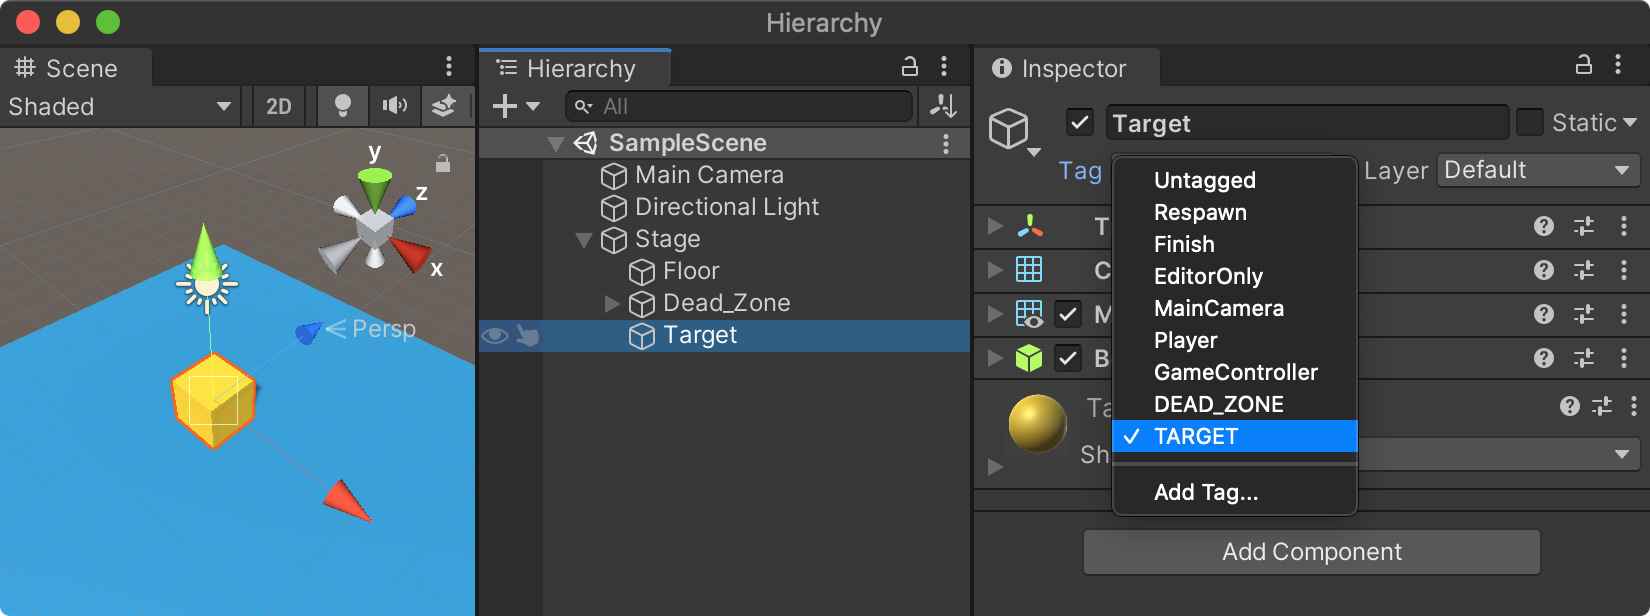 Hierarchy
Scene
Shaded
2D
y
z
x
Persp
Hierarchy
All
SampleScene
Main Camera
Directional Light
Stage
Floor
Dead_Zone
Target
Inspector
Target
Static
Tag
Layer
Default
Untagged
Respawn
Finish
EditorOnly
MainCamera
Player
GameController
DEAD_ZONE
TARGET
Add Tag...
T
C
M
B
Ta
Sh
Add Component